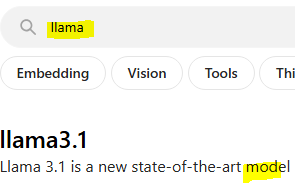 llama
Embedding Vision Tools
llama3.1
Llama 3.1 is a new state-of-the-art model